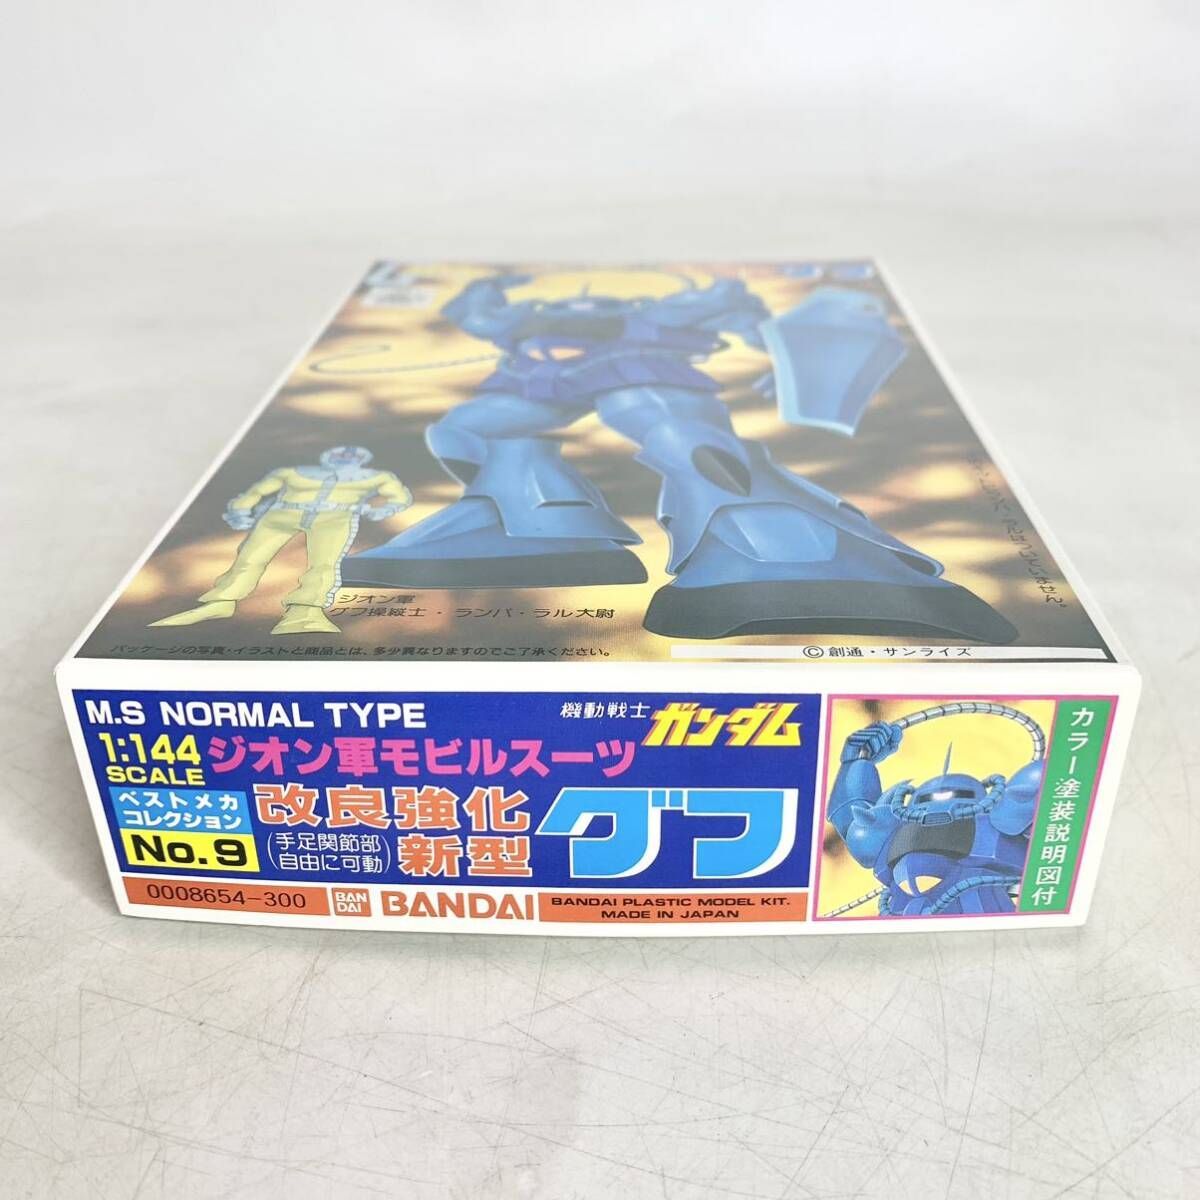 ジオン軍
グフ操縦士・ランバ・ラル大尉
パッケージの写真・イラストと商品とは、多少異なりますのでご了承ください。
©創通・サンライズ
M.S NORMAL TYPE
機動戦士 ガンダム
1:144
SCALE
ジオン軍モビルスーツ
ベストメカ
コレクション
No.9
改良強化
(手足関節部
自由に可動)
新型
グフ
0008654-300
BAN
DAI
BANDAI
BANDAI PLASTIC MODEL KIT.
MADE IN JAPAN
カラー塗装説明図付